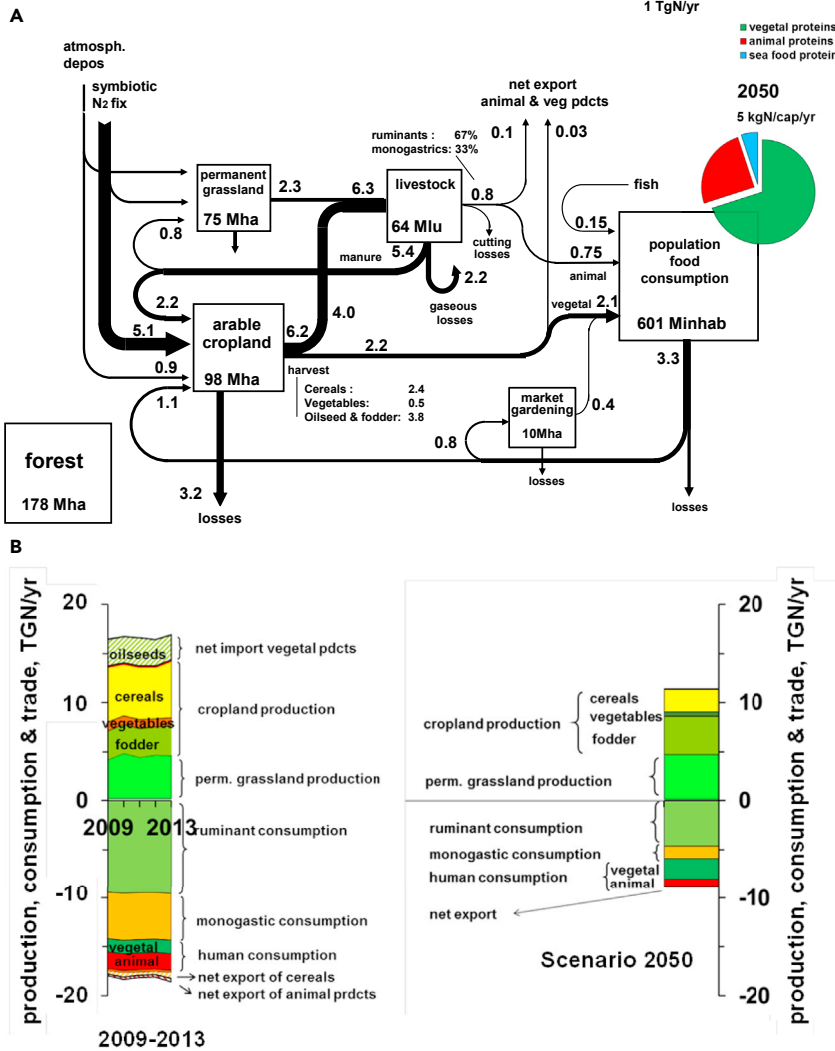 1 TgN/yr
A
vegetal proteins
animal proteins
sea food protein
atmosph.
depos
symbiotic
N2 fix
net export
animal & veg pdcts
2050
5 kgN/cap/yr
ruminants : 67%
monogastrics: 33%
0.1
0.03
permanent
grassland
75 Mha
2.3
6.3
livestock
64 Mlu
0.8
fish
0.15
0.8
manure
5.4
cutting
losses
0.75
animal
population
food
consumption
601 Minhab
2.2
gaseous
losses
2.2
5.1
arable
cropland
98 Mha
6.2
4.0
vegetal
2.1
2.2
3.3
harvest
Cereals : 2.4
Vegetables: 0.5
Oilseed & fodder: 3.8
0.9
1.1
market
gardening
10Mha
0.4
0.8
forest
178 Mha
3.2
losses
losses
losses
B
production, consumption & trade, TGN/yr
20
10
0
-10
-20
oilseeds
cereals
vegetables
fodder
2009 2013
vegetal
animal
net import vegetal pdcts
cropland production
perm. grassland production
ruminant consumption
monogastic consumption
human consumption
net export of cereals
net export of animal prdcts
2009-2013
cropland production
cereals
vegetables
fodder
perm. grassland production
ruminant consumption
monogastic consumption
human consumption
vegetal
animal
net export
Scenario 2050
20
10
0
-10
-20
production, consumption & trade, TGN/yr